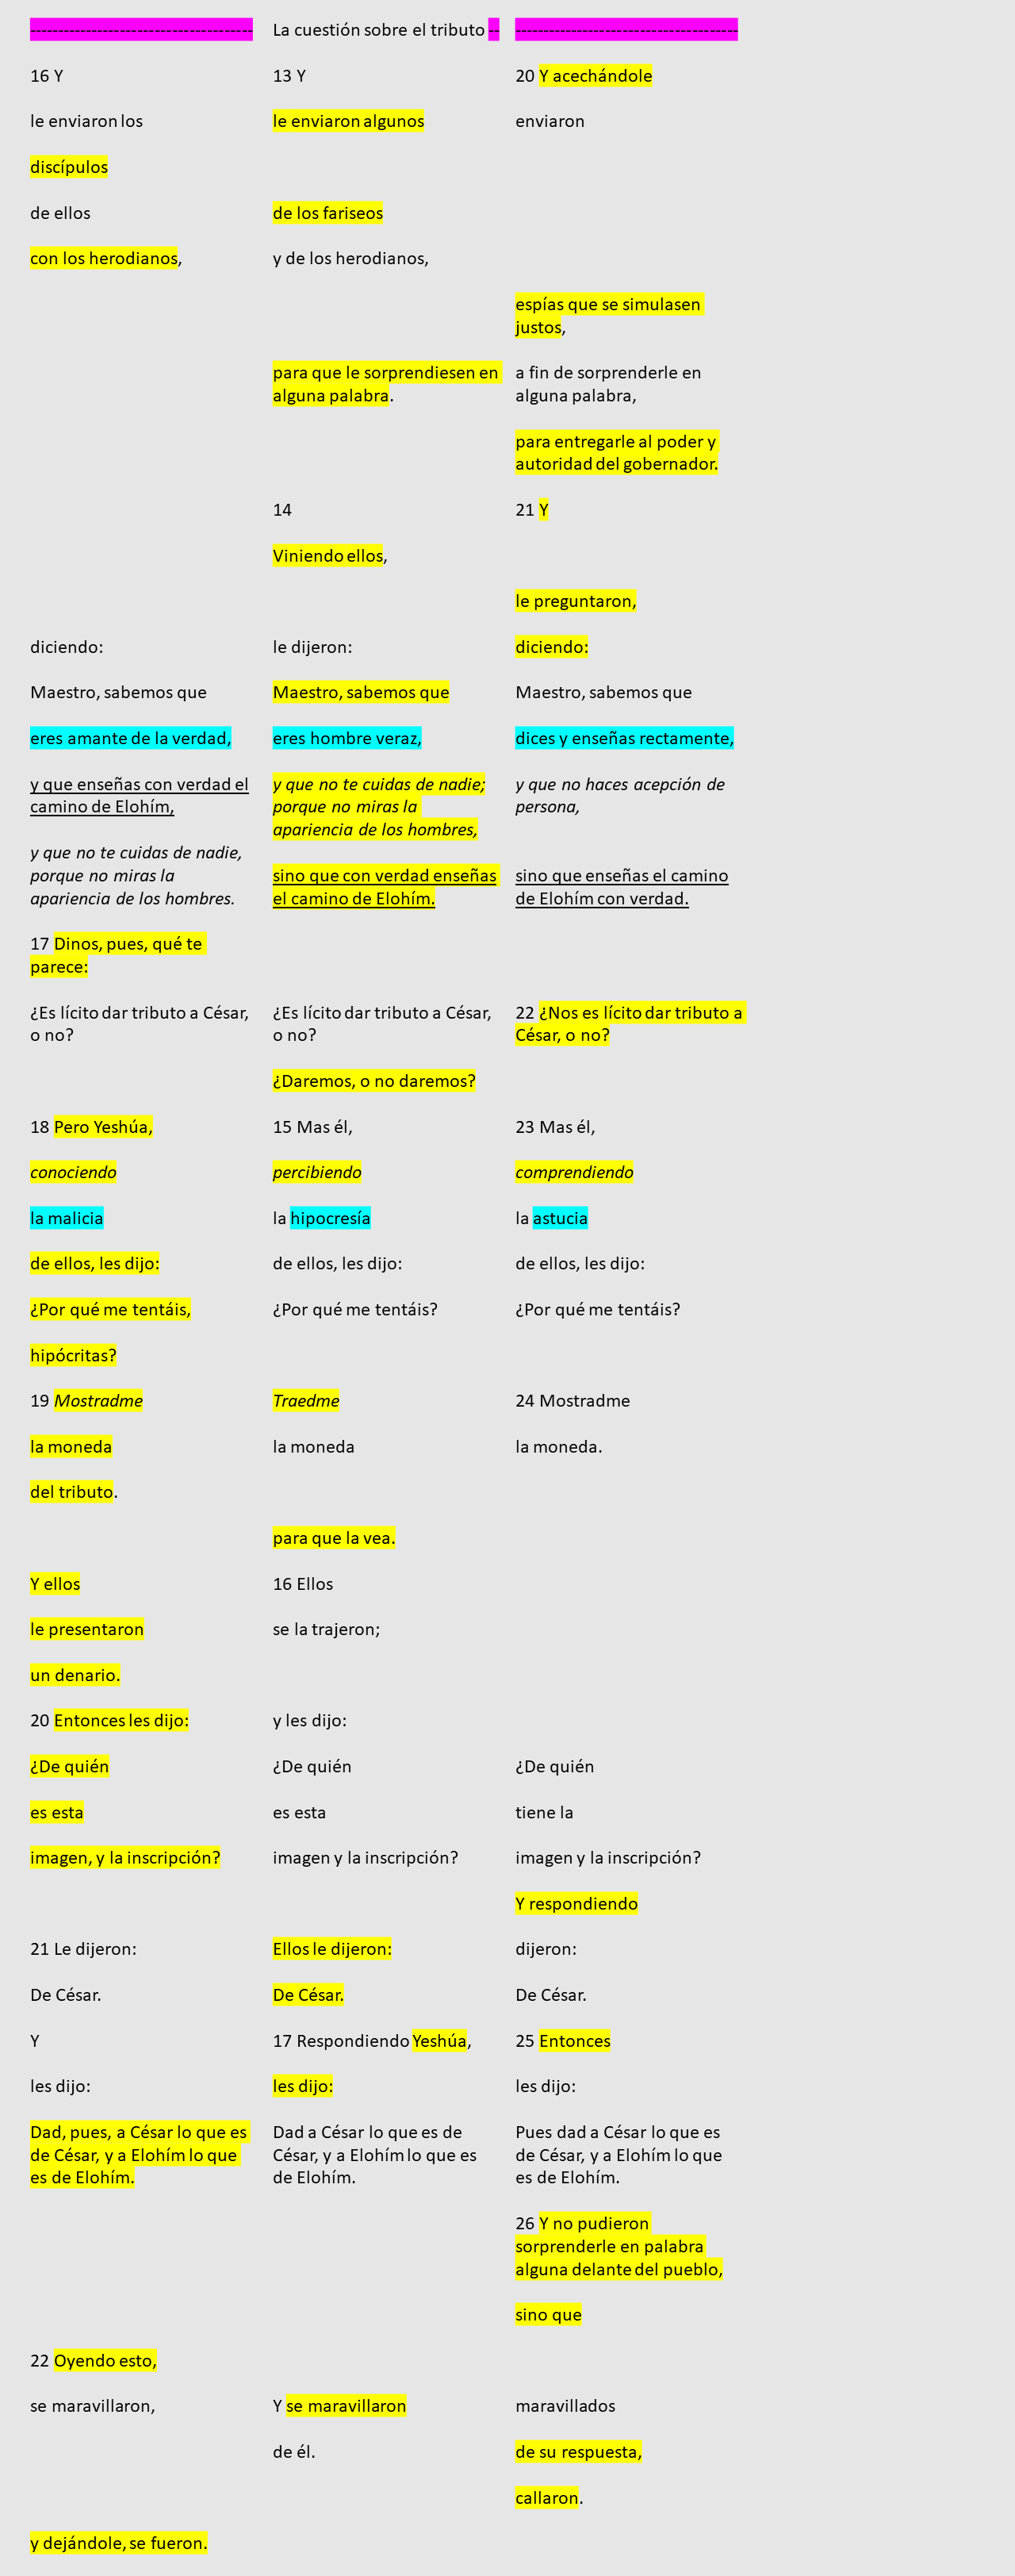 ---------------------------------------- La cuestión sobre el tributo -- ----------------------------------------
16 Y 13 Y 20 Y acechándole
le enviaron los le enviaron algunos enviaron
discípulos
de ellos de los fariseos
con los herodianos, y de los herodianos,
espías que se simulasen
justos,
para que le sorprendiesen en a fin de sorprenderle en
alguna palabra. alguna palabra,
para entregarle al poder y
autoridad del gobernador.
14 21 Y
Viniendo ellos,
le preguntaron,
diciendo: le dijeron: diciendo:
Maestro, sabemos que Maestro, sabemos que Maestro, sabemos que
eres amante de la verdad, eres hombre veraz, dices y enseñas rectamente,
y que enseñas con verdad el y que no te cuidas de nadie; y que no haces acepción de
camino de Elohím, porque no miras la persona,
apariencia de los hombres,
y que no te cuidas de nadie,
porque no miras la sino que con verdad enseñas sino que enseñas el camino
apariencia de los hombres. el camino de Elohím. de Elohím con verdad.
17 Dinos, pues, qué te
parece:
¿Es lícito dar tributo a César, ¿Es lícito dar tributo a César, 22 ¿Nos es lícito dar tributo a
o no? o no? César, o no?
¿Daremos, o no daremos?
18 Pero Yeshúa, 15 Mas él, 23 Mas él,
conociendo percibiendo comprendiendo
la malicia la hipocresía la astucia
de ellos, les dijo: de ellos, les dijo: de ellos, les dijo:
¿Por qué me tentáis, ¿Por qué me tentáis? ¿Por qué me tentáis?
hipócritas?
19 Mostradme Traedme 24 Mostradme
la moneda la moneda la moneda.
del tributo.
para que la vea.
Y ellos 16 Ellos
le presentaron se la trajeron;
un denario.
20 Entonces les dijo: y les dijo:
¿De quién ¿De quién ¿De quién
es esta es esta tiene la
imagen, y la inscripción? imagen y la inscripción? imagen y la inscripción?
Y respondiendo
21 Le dijeron: Ellos le dijeron: dijeron:
De César. De César. De César.
Y 17 Respondiendo Yeshúa, 25 Entonces
les dijo: les dijo: les dijo:
Dad, pues, a César lo que es Dad a César lo que es de Pues dad a César lo que es
de César, y a Elohím lo que César, y a Elohím lo que es de César, y a Elohím lo que
es de Elohím. de Elohím. es de Elohím.
26 Y no pudieron
sorprenderle en palabra
alguna delante del pueblo,
sino que
22 Oyendo esto,
se maravillaron, Y se maravillaron maravillados
de él. de su respuesta,
callaron.
y dejándole, se fueron.